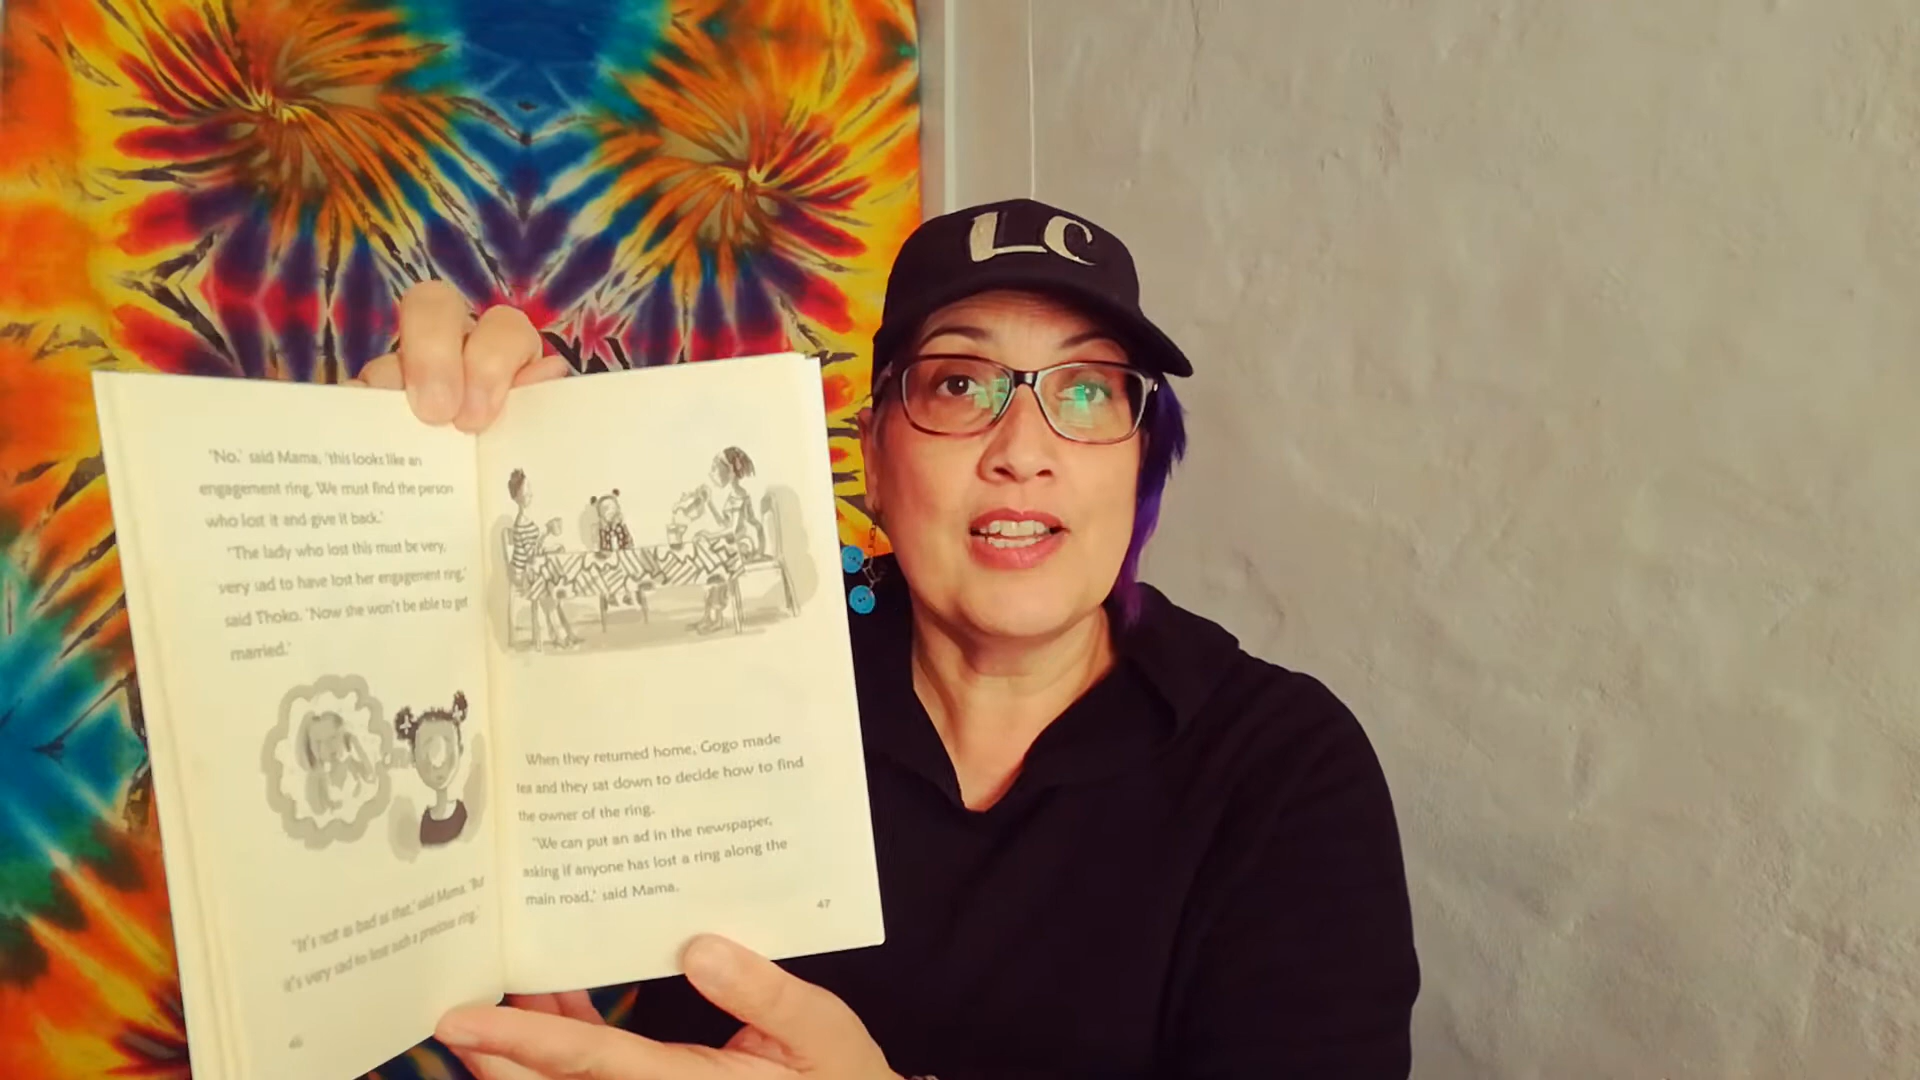 LC
'No,' said Mama, 'this looks like an
engagement ring. We must find the person
who lost it and give it back.'
'The lady who lost this must be very,
very sad to have lost her engagement ring,'
said Thoko. 'Now she won't be able to get
married.'
'It's not as bad as that,' said Mama. 'But
it's very sad to lose such a precious ring.'
46
When they returned home, Gogo made
tea and they sat down to decide how to find
the owner of the ring.
'We can put an ad in the newspaper,
asking if anyone has lost a ring along the
main road,' said Mama.
47